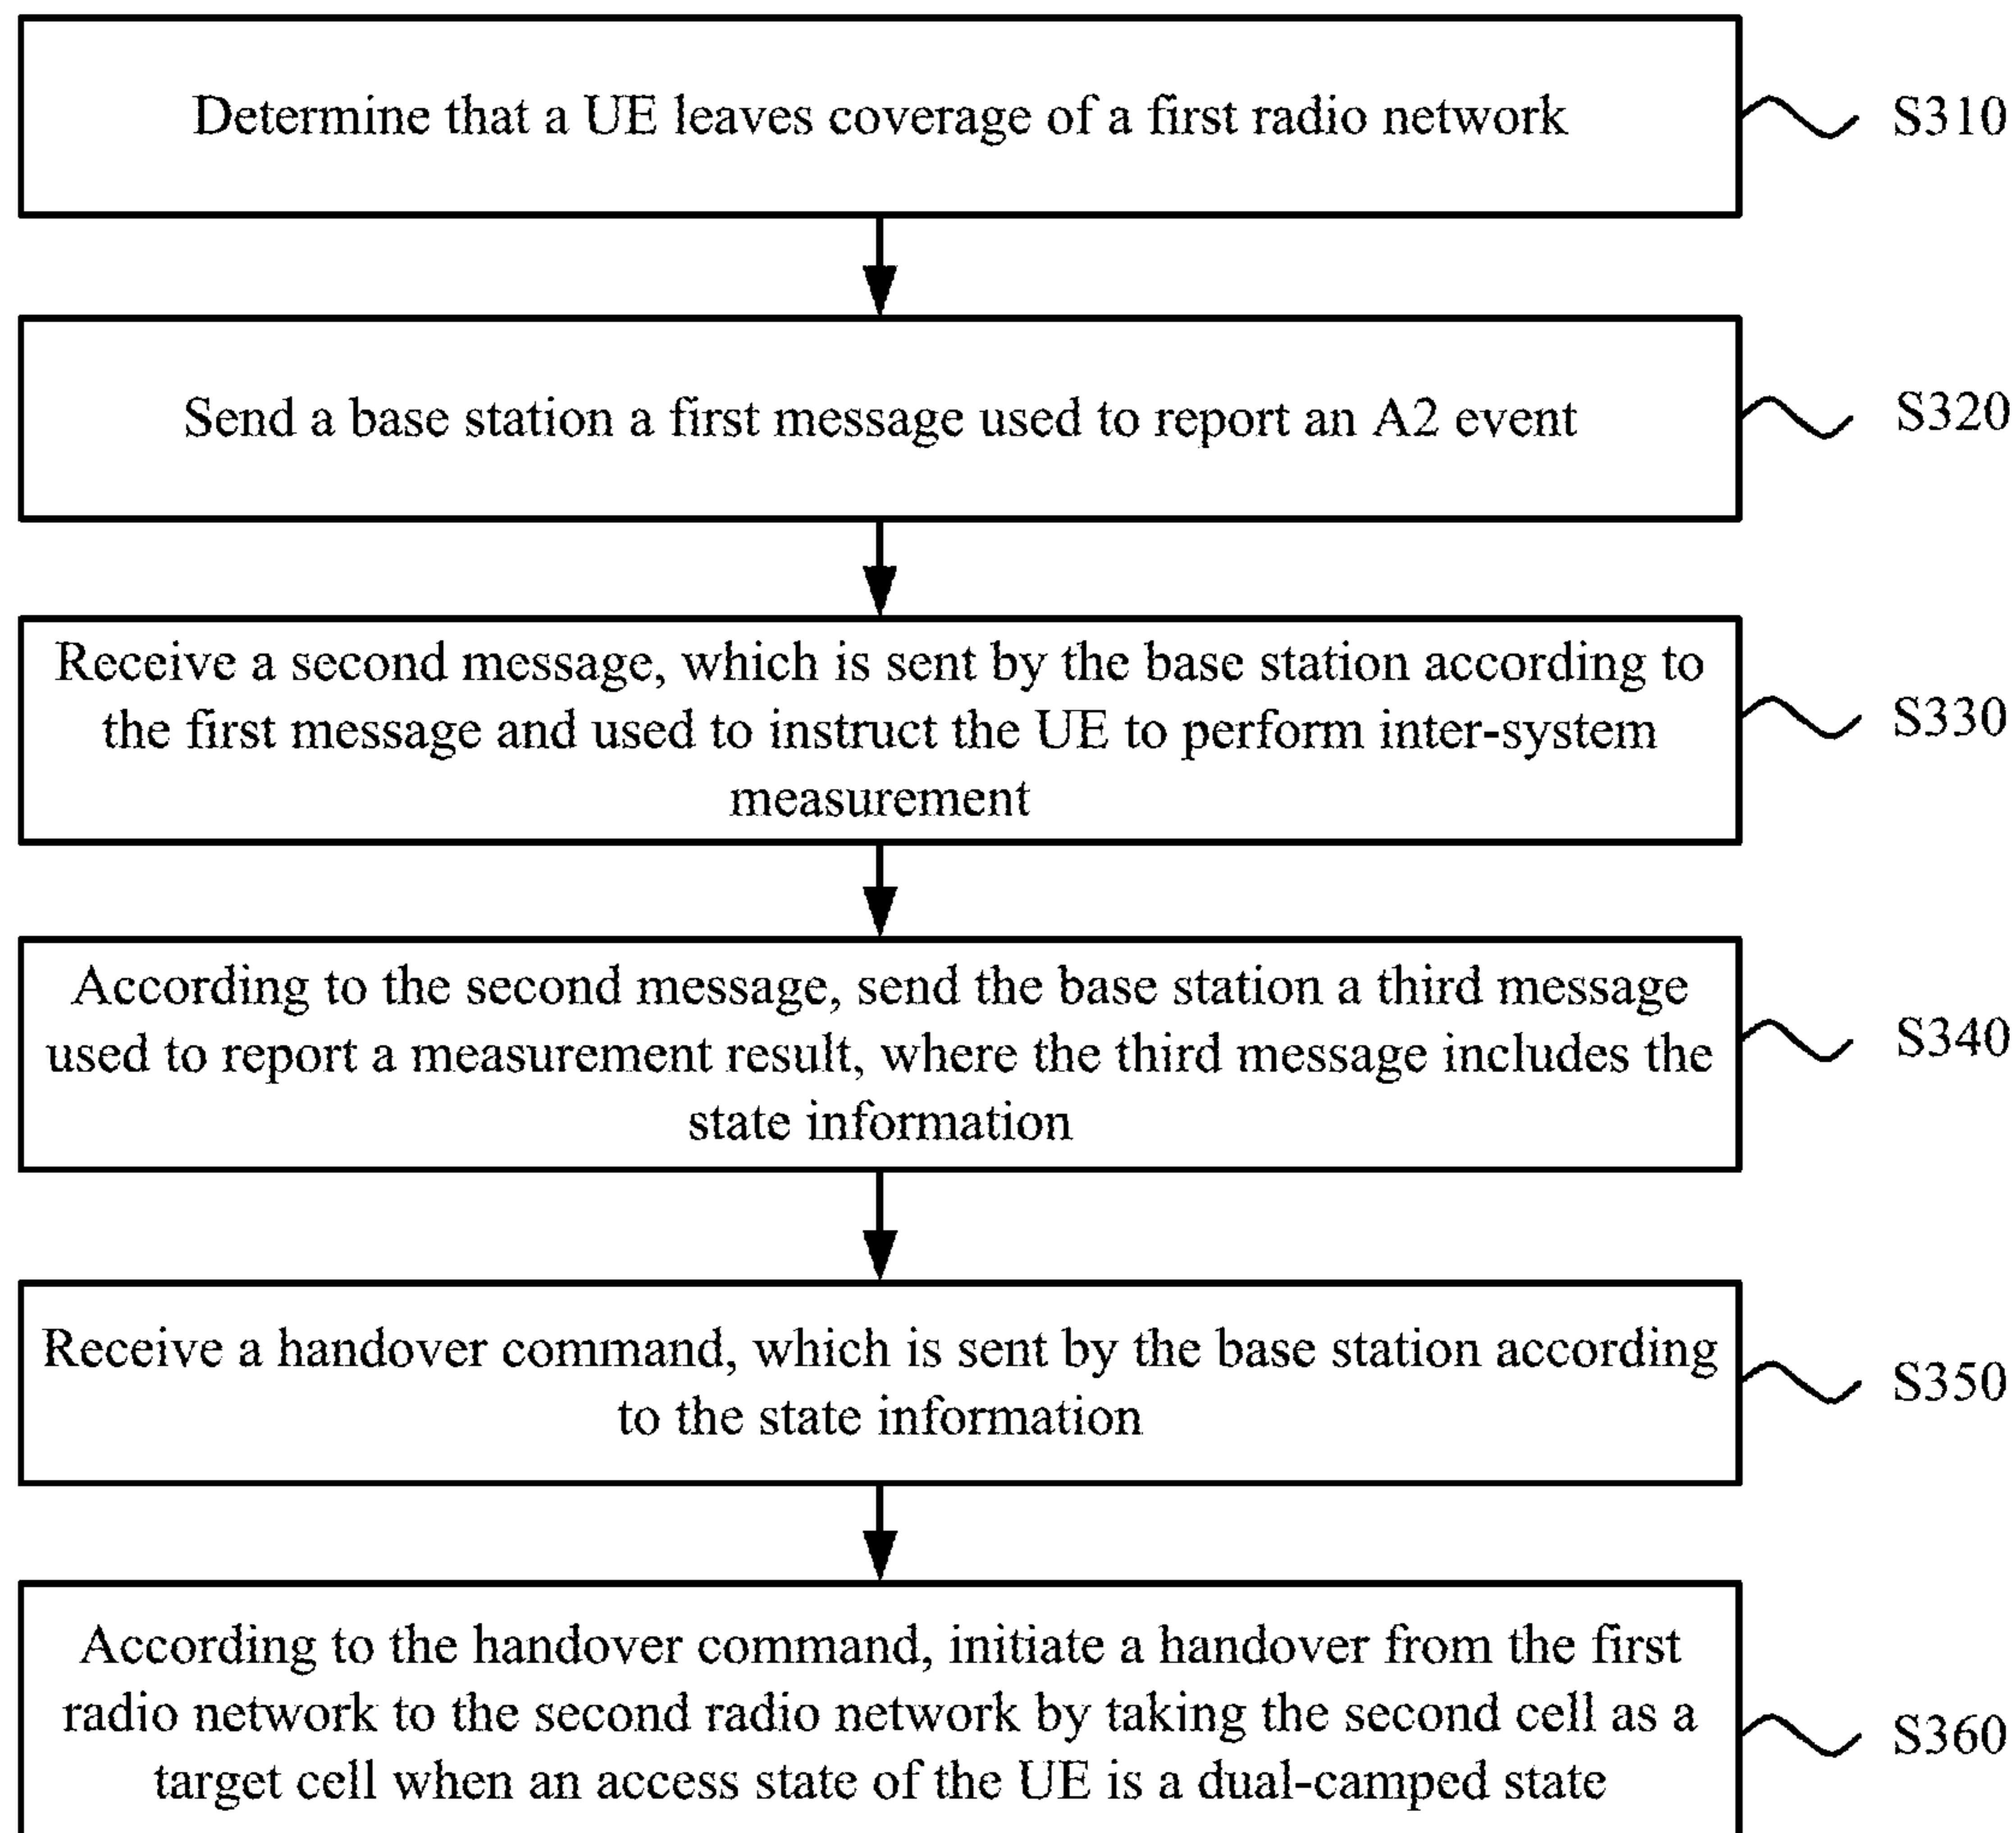 Determine that a UE leaves coverage of a first radio network
S310
Send a base station a first message used to report an A2 event
S320
Receive a second message, which is sent by the base station according to
the first message and used to instruct the UE to perform inter-system
measurement
S330
According to the second message, send the base station a third message
used to report a measurement result, where the third message includes the
state information
S340
Receive a handover command, which is sent by the base station according
to the state information
S350
According to the handover command, initiate a handover from the first
radio network to the second radio network by taking the second cell as a
target cell when an access state of the UE is a dual-camped state
S360